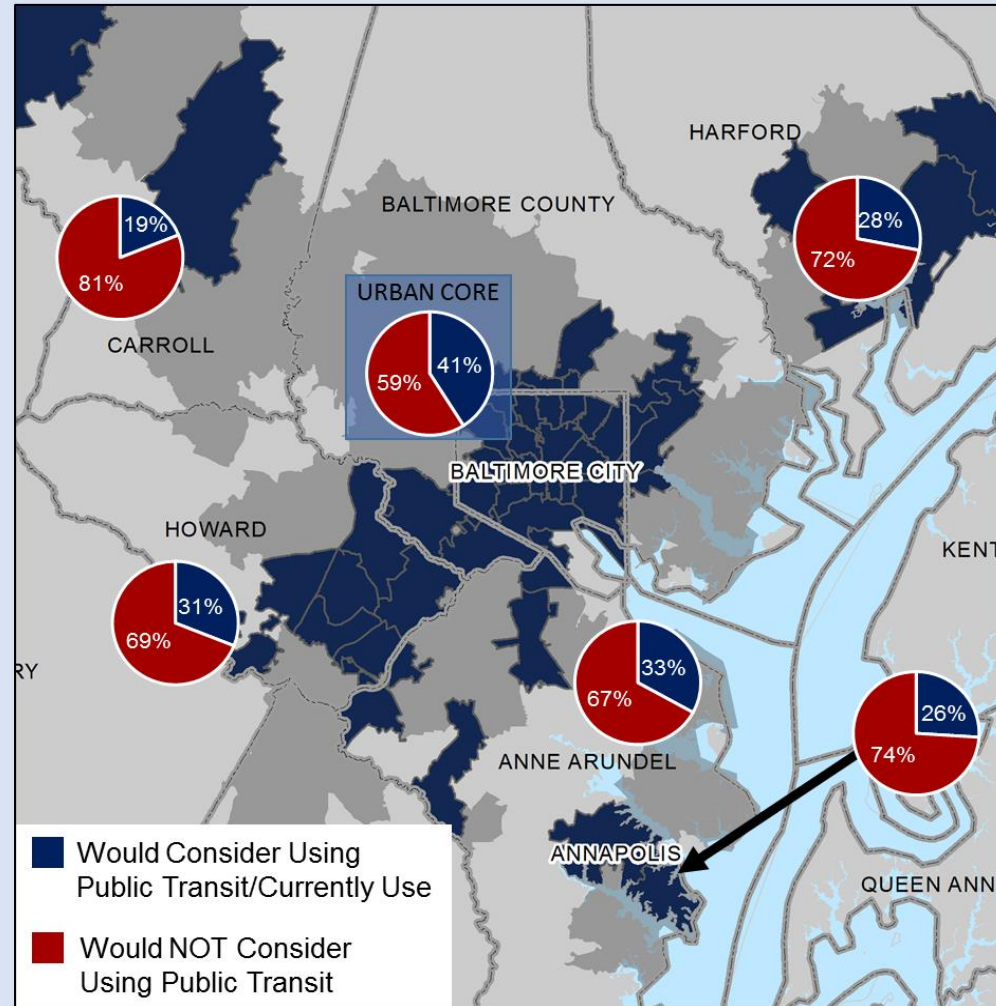 HARFORD
BALTIMORE COUNTY
28%
72%
19%
81%
URBAN CORE
41%
59%
CARROLL
BALTIMORE CITY
HOWARD
KENT
31%
69%
RY
33%
67%
26%
74%
ANNE ARUNDEL
ANNAPOLIS
QUEEN ANN
Would Consider Using
Public Transit/Currently Use
Would NOT Consider
Using Public Transit